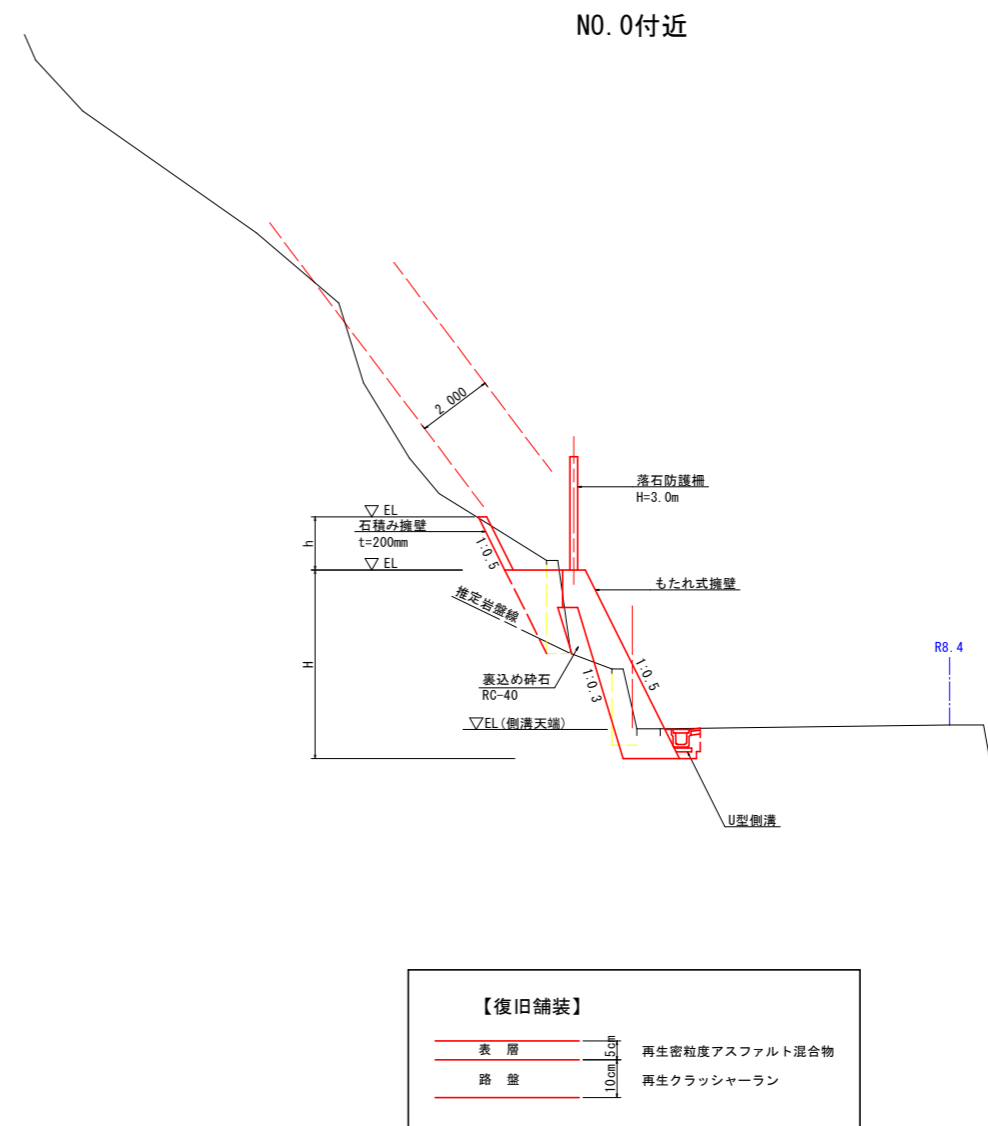 NO.0付近
2 000
落石防護柵
H=3.0m
▽ EL
石積み擁壁
t=200mm
h
1:0.5
▽ EL
推定岩盤線
もたれ式擁壁
H
裏込め砕石
RC-40
1:0.3
1:0.5
R8.4
▽EL(側溝天端)
U型側溝
【復旧舗装】
表 層
5cm
再生密粒度アスファルト混合物
路 盤
10cm
再生クラッシャーラン